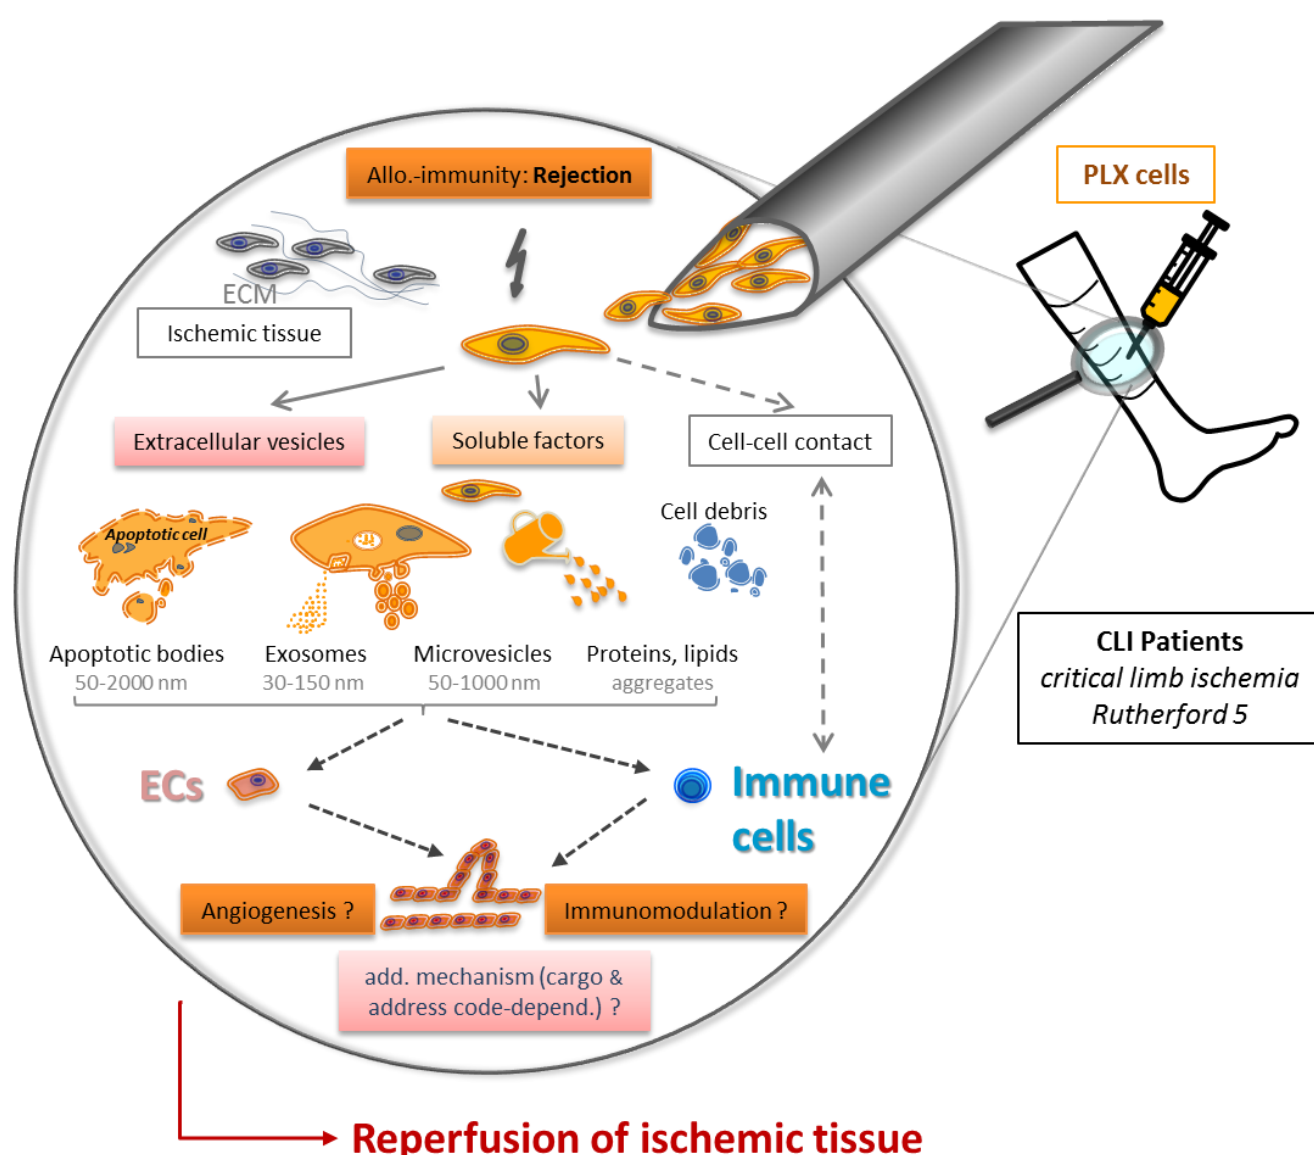 Allo.-immunity: Rejection
PLX cells
ECM
Ischemic tissue
Extracellular vesicles
Soluble factors
Cell-cell contact
Apoptotic cell
Cell debris
Apoptotic bodies
50-2000 nm
Exosomes
30-150 nm
Microvesicles
50-1000 nm
Proteins, lipids
aggregates
CLI Patients
critical limb ischemia
Rutherford 5
ECs
Immune
cells
Angiogenesis ?
Immunomodulation ?
add. mechanism (cargo &
address code-depend.) ?
Reperfusion of ischemic tissue